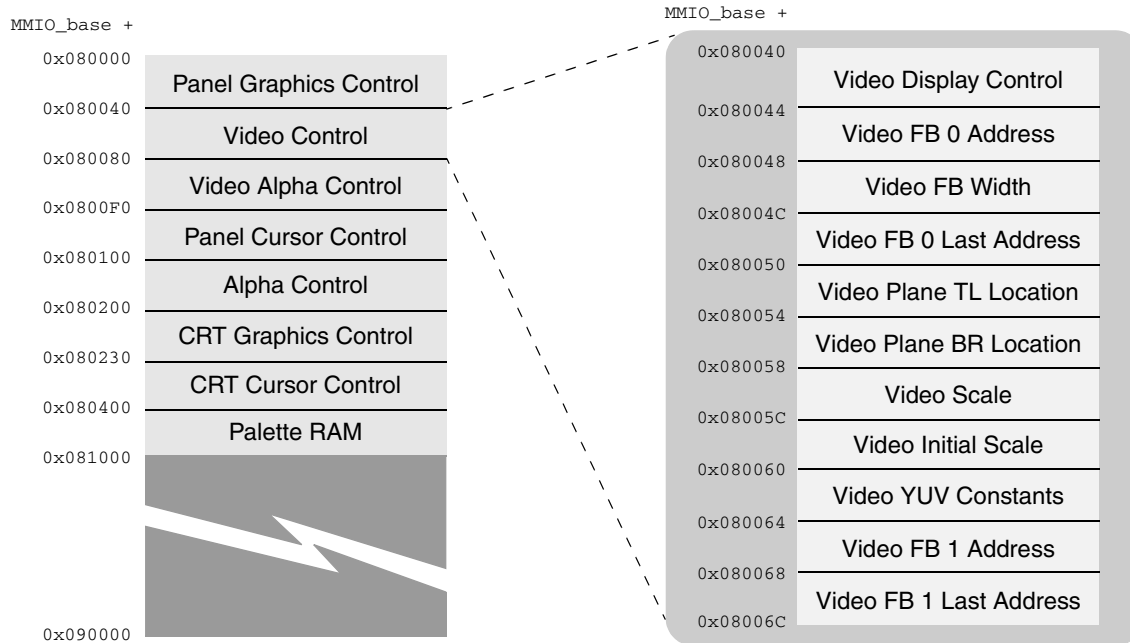 MMIO_base +
0x080000
Panel Graphics Control
0x080040
Video Control
0x080080
Video Alpha Control
0x0800F0
Panel Cursor Control
0x080100
Alpha Control
0x080200
CRT Graphics Control
0x080230
CRT Cursor Control
0x080400
Palette RAM
0x081000
0x090000
MMIO_base +
0x080040
Video Display Control
0x080044
Video FB 0 Address
0x080048
Video FB Width
0x08004C
Video FB 0 Last Address
0x080050
Video Plane TL Location
0x080054
Video Plane BR Location
0x080058
Video Scale
0x08005C
Video Initial Scale
0x080060
Video YUV Constants
0x080064
Video FB 1 Address
0x080068
Video FB 1 Last Address
0x08006C